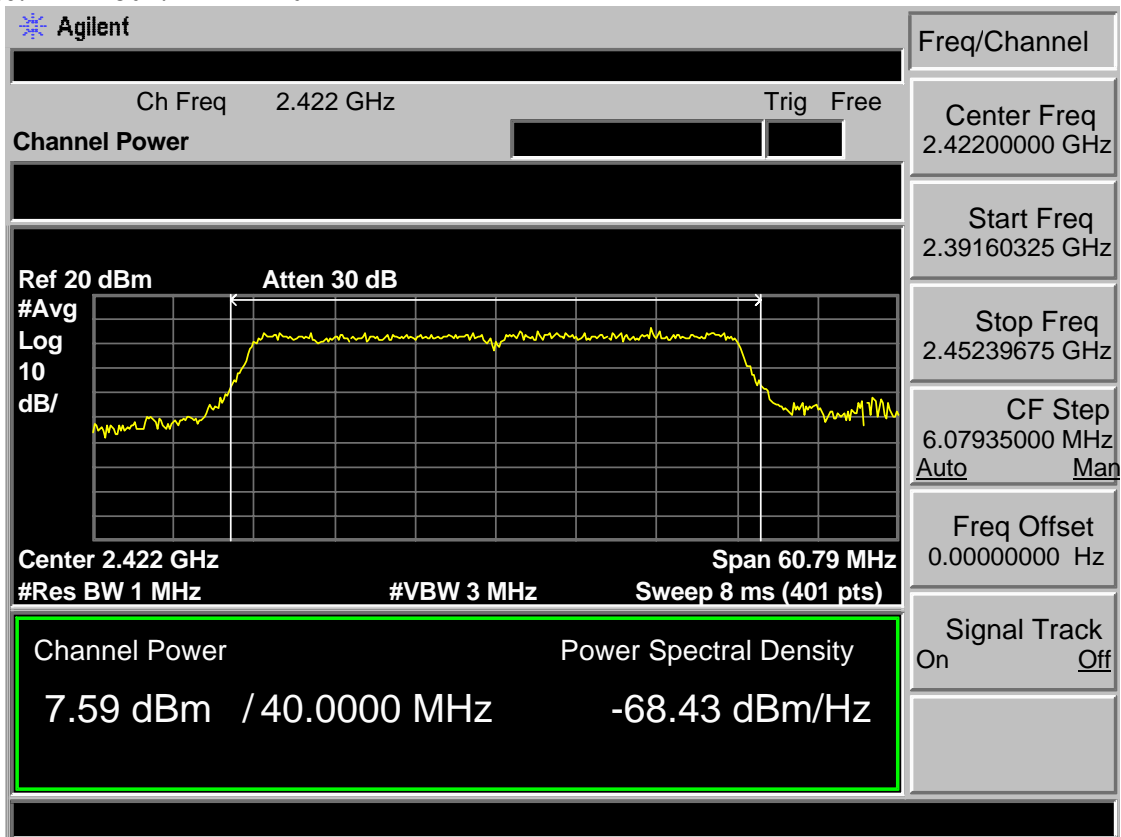 Agilent
Freq/Channel
Ch Freq 2.422 GHz Trig Free
Channel Power
Center Freq
2.42200000 GHz
Start Freq
2.39160325 GHz
Stop Freq
2.45239675 GHz
CF Step
6.07935000 MHz
Auto Man
Freq Offset
0.00000000 Hz
Signal Track
On Off
Ref 20 dBm Atten 30 dB
#Avg
Log
10
dB/
Center 2.422 GHz Span 60.79 MHz
#Res BW 1 MHz #VBW 3 MHz Sweep 8 ms (401 pts)
Channel Power Power Spectral Density
7.59 dBm / 40.0000 MHz -68.43 dBm/Hz